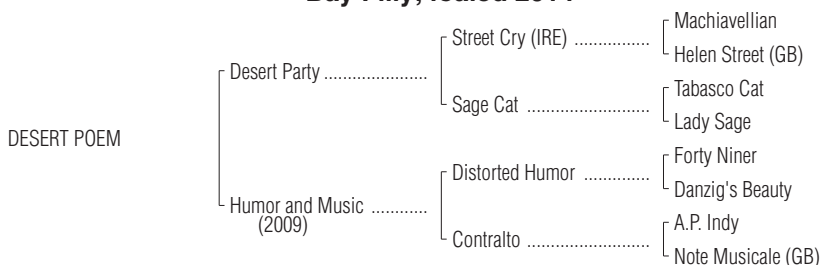 Bay Filly; foaled 2014
Machiavellian
Street Cry (IRE) ................
Helen Street (GB)
Desert Party ......................
Tabasco Cat
Sage Cat ..........................
Lady Sage
DESERT POEM
Forty Niner
Distorted Humor ..............
Danzig's Beauty
Humor and Music ............
(2009)
A.P. Indy
Contralto ..........................
Note Musicale (GB)